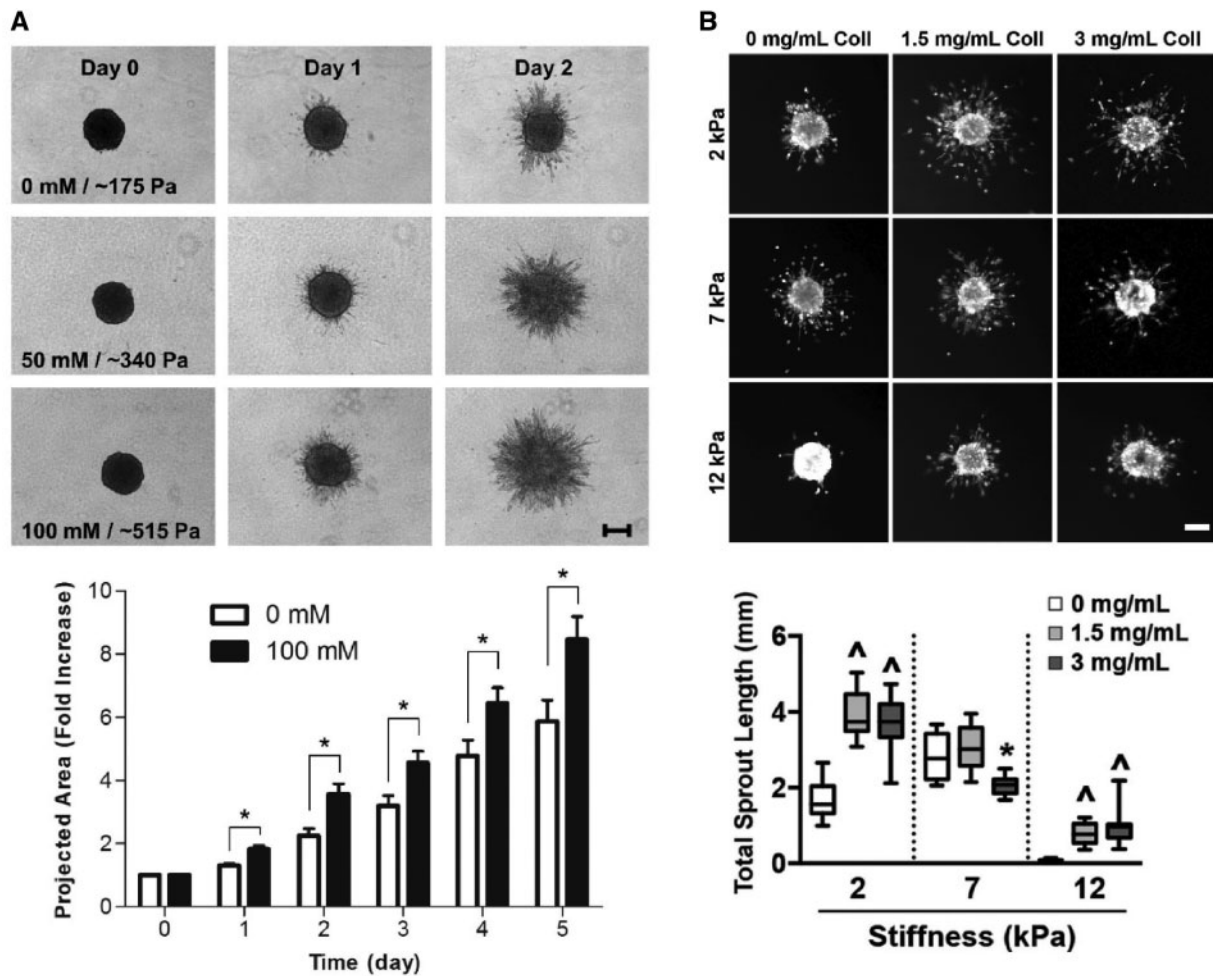 A
Day 0 Day 1 Day 2
0 mM / ~175 Pa
50 mM / ~340 Pa
100 mM / ~515 Pa
Projected Area (Fold Increase)
10
8
6
4
2
0
0 mM
100 mM
* * * * *
0 1 2 3 4 5
Time (day)
B
0 mg/mL Coll 1.5 mg/mL Coll 3 mg/mL Coll
2 kPa
7 kPa
12 kPa
Total Sprout Length (mm)
6
4
2
0
0 mg/mL
1.5 mg/mL
3 mg/mL
^ ^ * ^ ^
2 7 12
Stiffness (kPa)